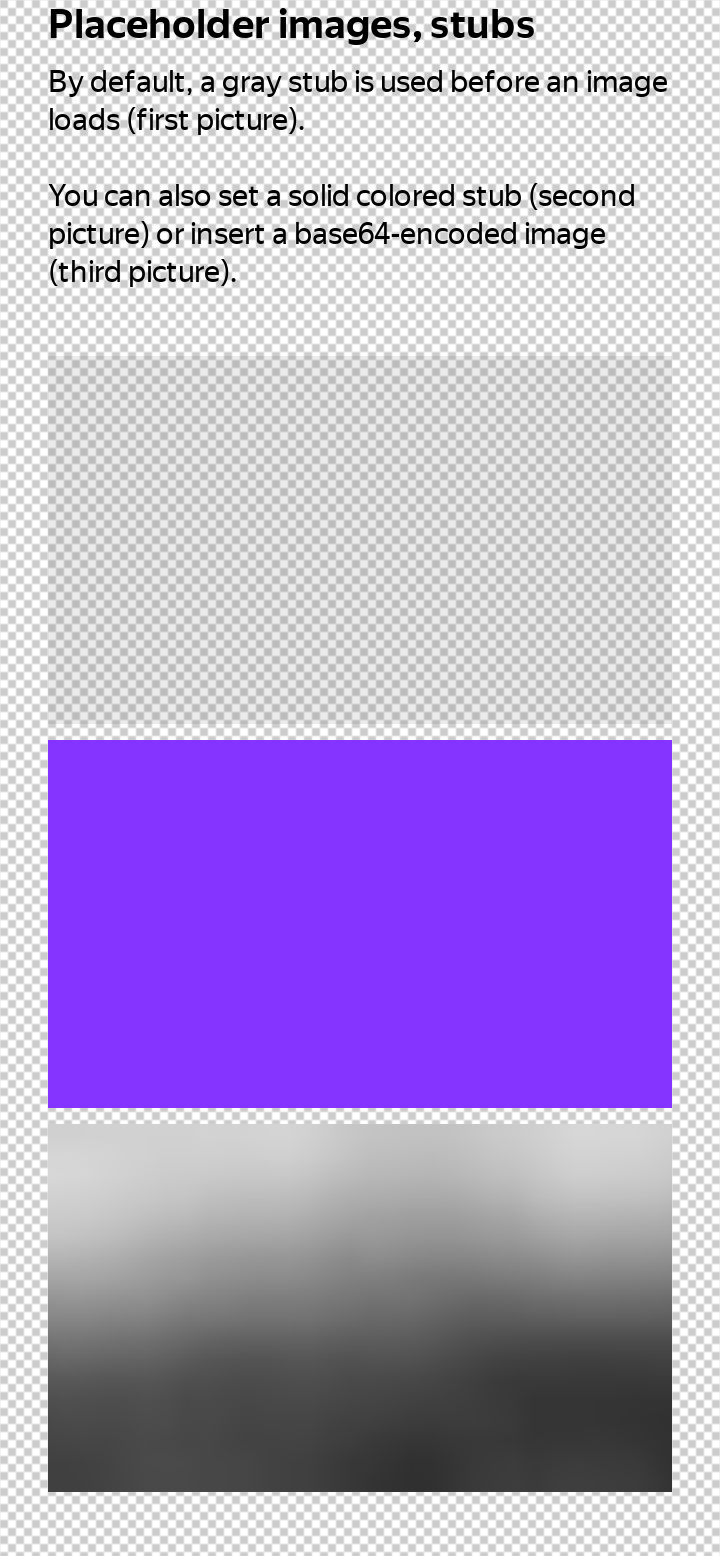 Placeholder images, stubs
By default, a gray stub is used before an image
loads (first picture).
You can also set a solid colored stub (second
picture) or insert a base64-encoded image
(third picture).